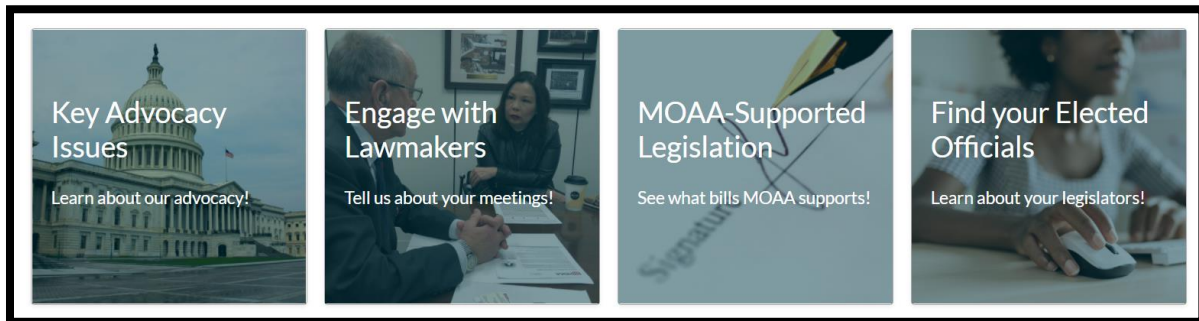 Key Advocacy
Issues
Learn about our advocacy!
Engage with
Lawmakers
Tell us about your meetings!
MOAA-Supported
Legislation
See what bills MOAA supports!
Signature
Find your Elected
Officials
Learn about your legislators!